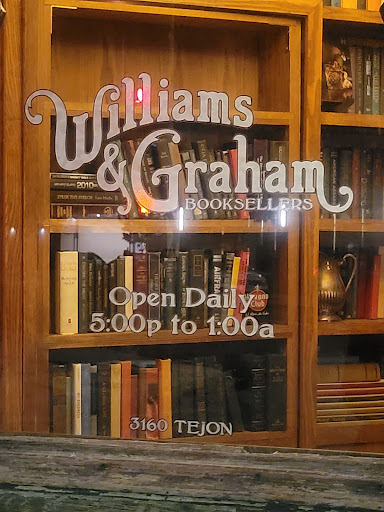 Williams
& Graham
BOOKSELLERS
Open Daily
5:00p to 1:00a
3160 TEJON